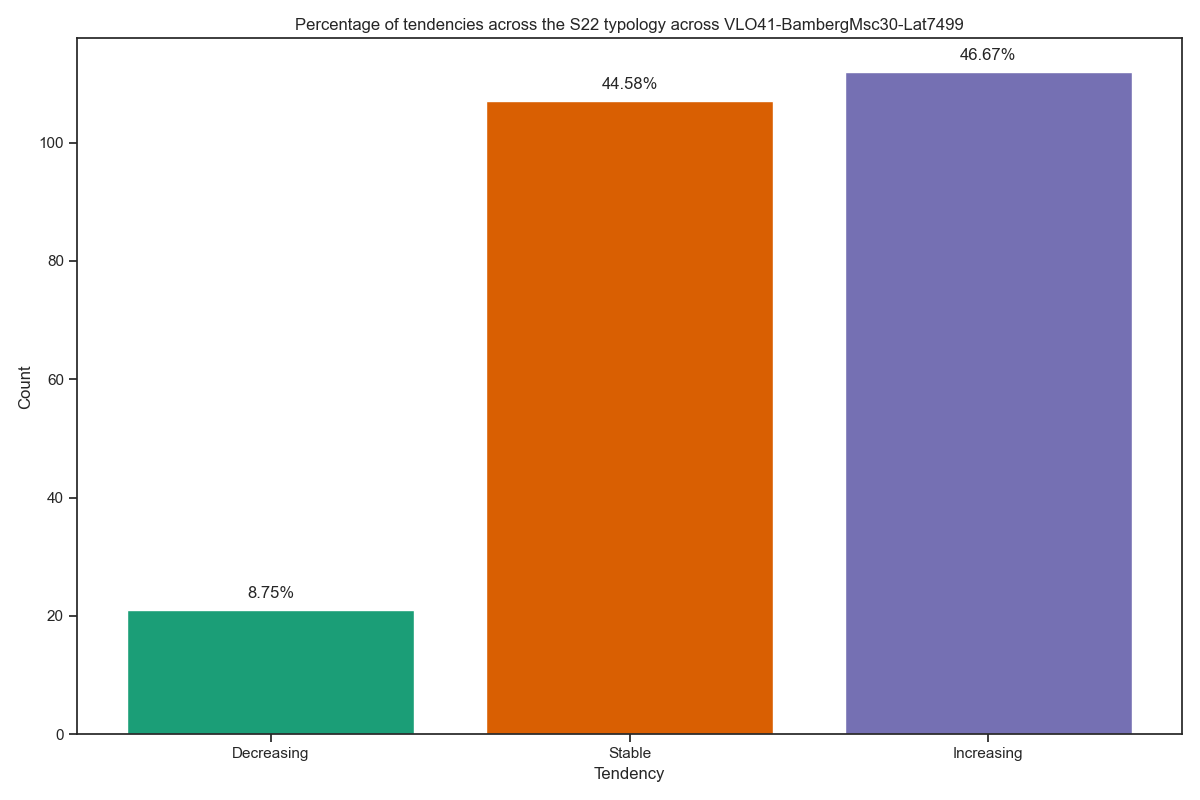 Percentage of tendencies across the S22 typology across VLO41-BambergMsc30-Lat7499
46.67%
44.58%
8.75%
100
80
60
40
20
0
Count
Decreasing
Stable
Increasing
Tendency